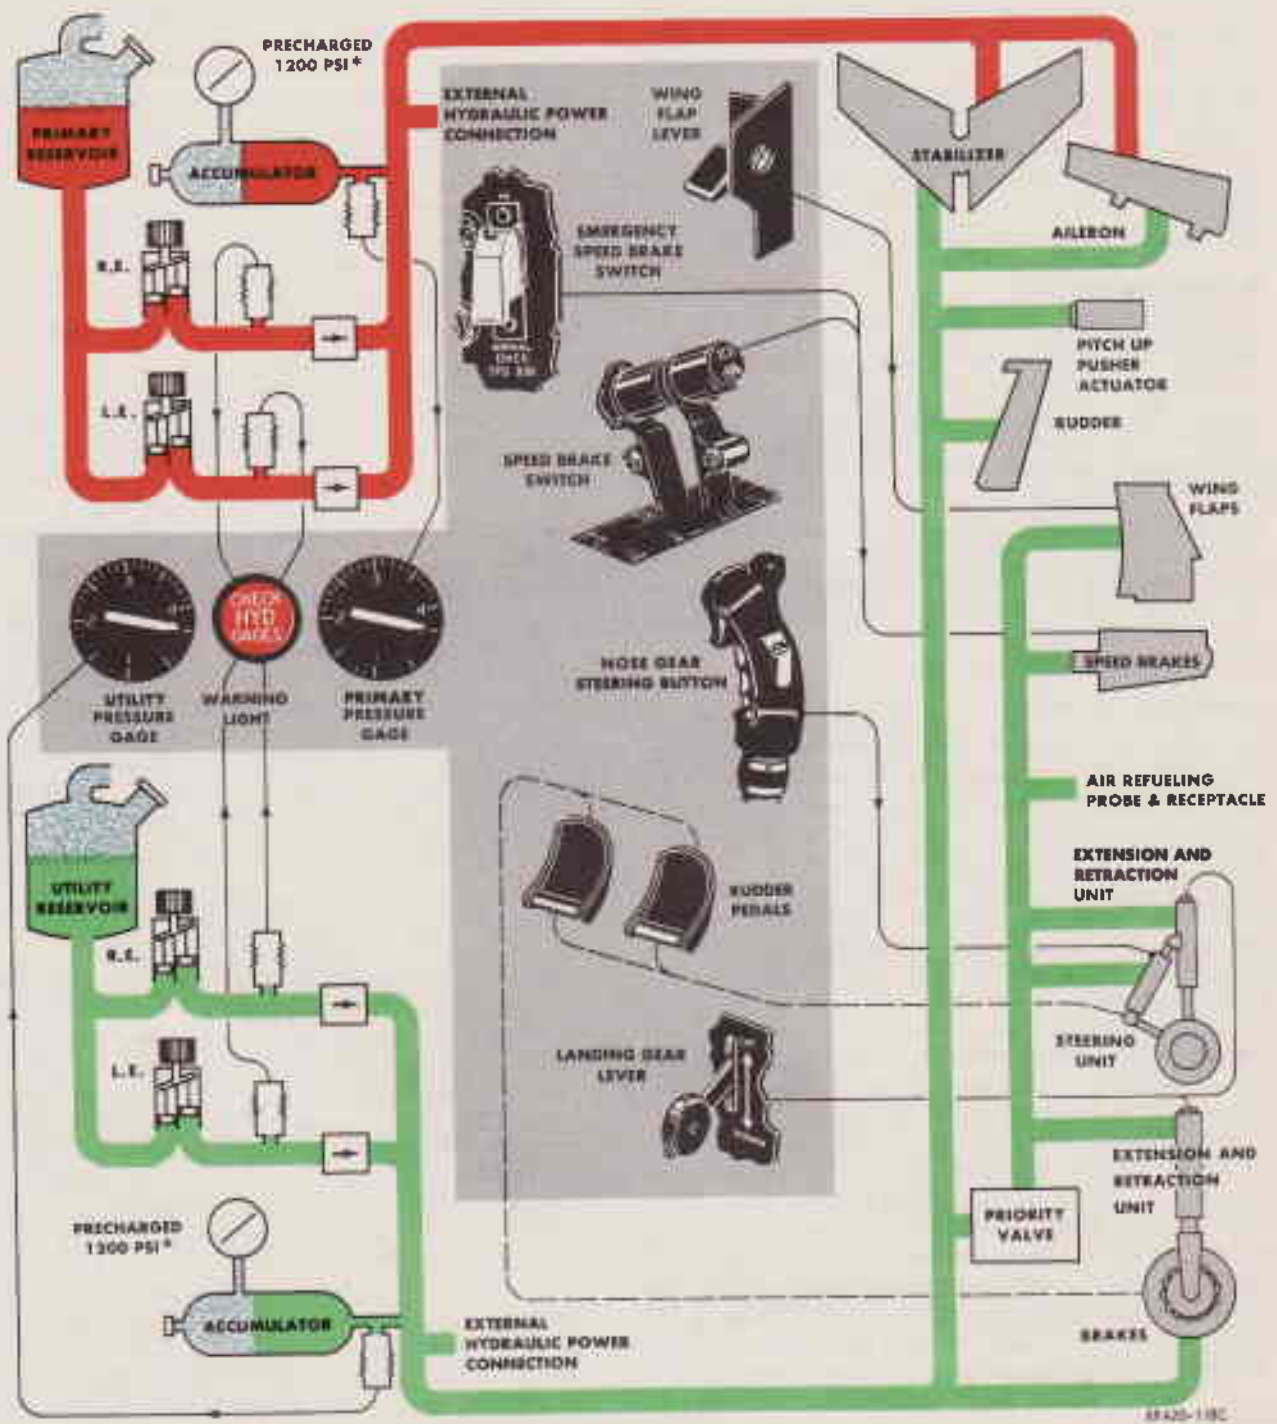 PRECHARGED
1200 PSI*
PRIMARY
RESERVOIR
ACCUMULATOR
EXTERNAL
HYDRAULIC POWER
CONNECTION
WING
FLAP
LEVER
STABILIZER
AILERON
R.E.
L.E.
EMERGENCY
SPEED BRAKE
SWITCH
PITCH UP
PUSHER
ACTUATOR
RUDDER
SPEED BRAKE
SWITCH
WING
FLAPS
CHECK
HYD
GAGES
UTILITY
PRESSURE
GAGE
WARNING
LIGHT
PRIMARY
PRESSURE
GAGE
NOSE GEAR
STEERING BUTTON
SPEED BRAKES
AIR REFUELING
PROBE & RECEPTACLE
UTILITY
RESERVOIR
RUDDER
PEDALS
EXTENSION AND
RETRACTION
UNIT
R.E.
L.E.
STEERING
UNIT
LANDING GEAR
LEVER
EXTENSION AND
RETRACTION
UNIT
PRIORITY
VALVE
PRECHARGED
1200 PSI*
ACCUMULATOR
EXTERNAL
HYDRAULIC POWER
CONNECTION
BRAKES